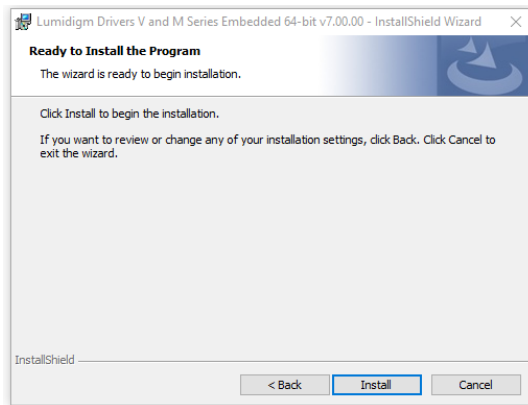 Lumidigm Drivers V and M Series Embedded 64-bit v7.00.00 - InstallShield Wizard
Ready to Install the Program
The wizard is ready to begin installation.
Click Install to begin the installation.
If you want to review or change any of your installation settings, click Back. Click Cancel to
exit the wizard.
InstallShield
< Back Install Cancel